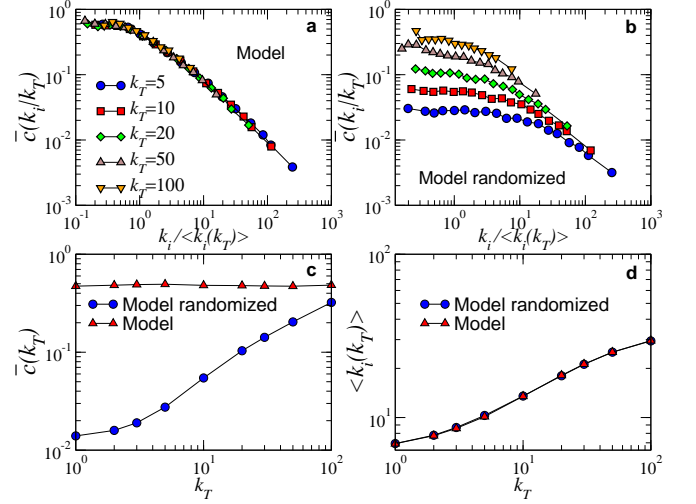 10^0
10^-1
10^-2
10^-3
c̄(k_i/k_T)
a
Model
k_T=5
k_T=10
k_T=20
k_T=50
k_T=100
10^-1 10^0 10^1 10^2 10^3
k_i/<k_i(k_T)>
10^0
10^-1
10^-2
10^-3
c̄(k_i/k_T)
b
Model randomized
10^0 10^1 10^2 10^3
k_i/<k_i(k_T)>
10^0
10^-1
10^-2
c̄(k_T)
c
Model randomized
Model
10^0 10^1 10^2
k_T
10^2
10^1
<k_i(k_T)>
d
Model randomized
Model
10^0 10^1 10^2
k_T